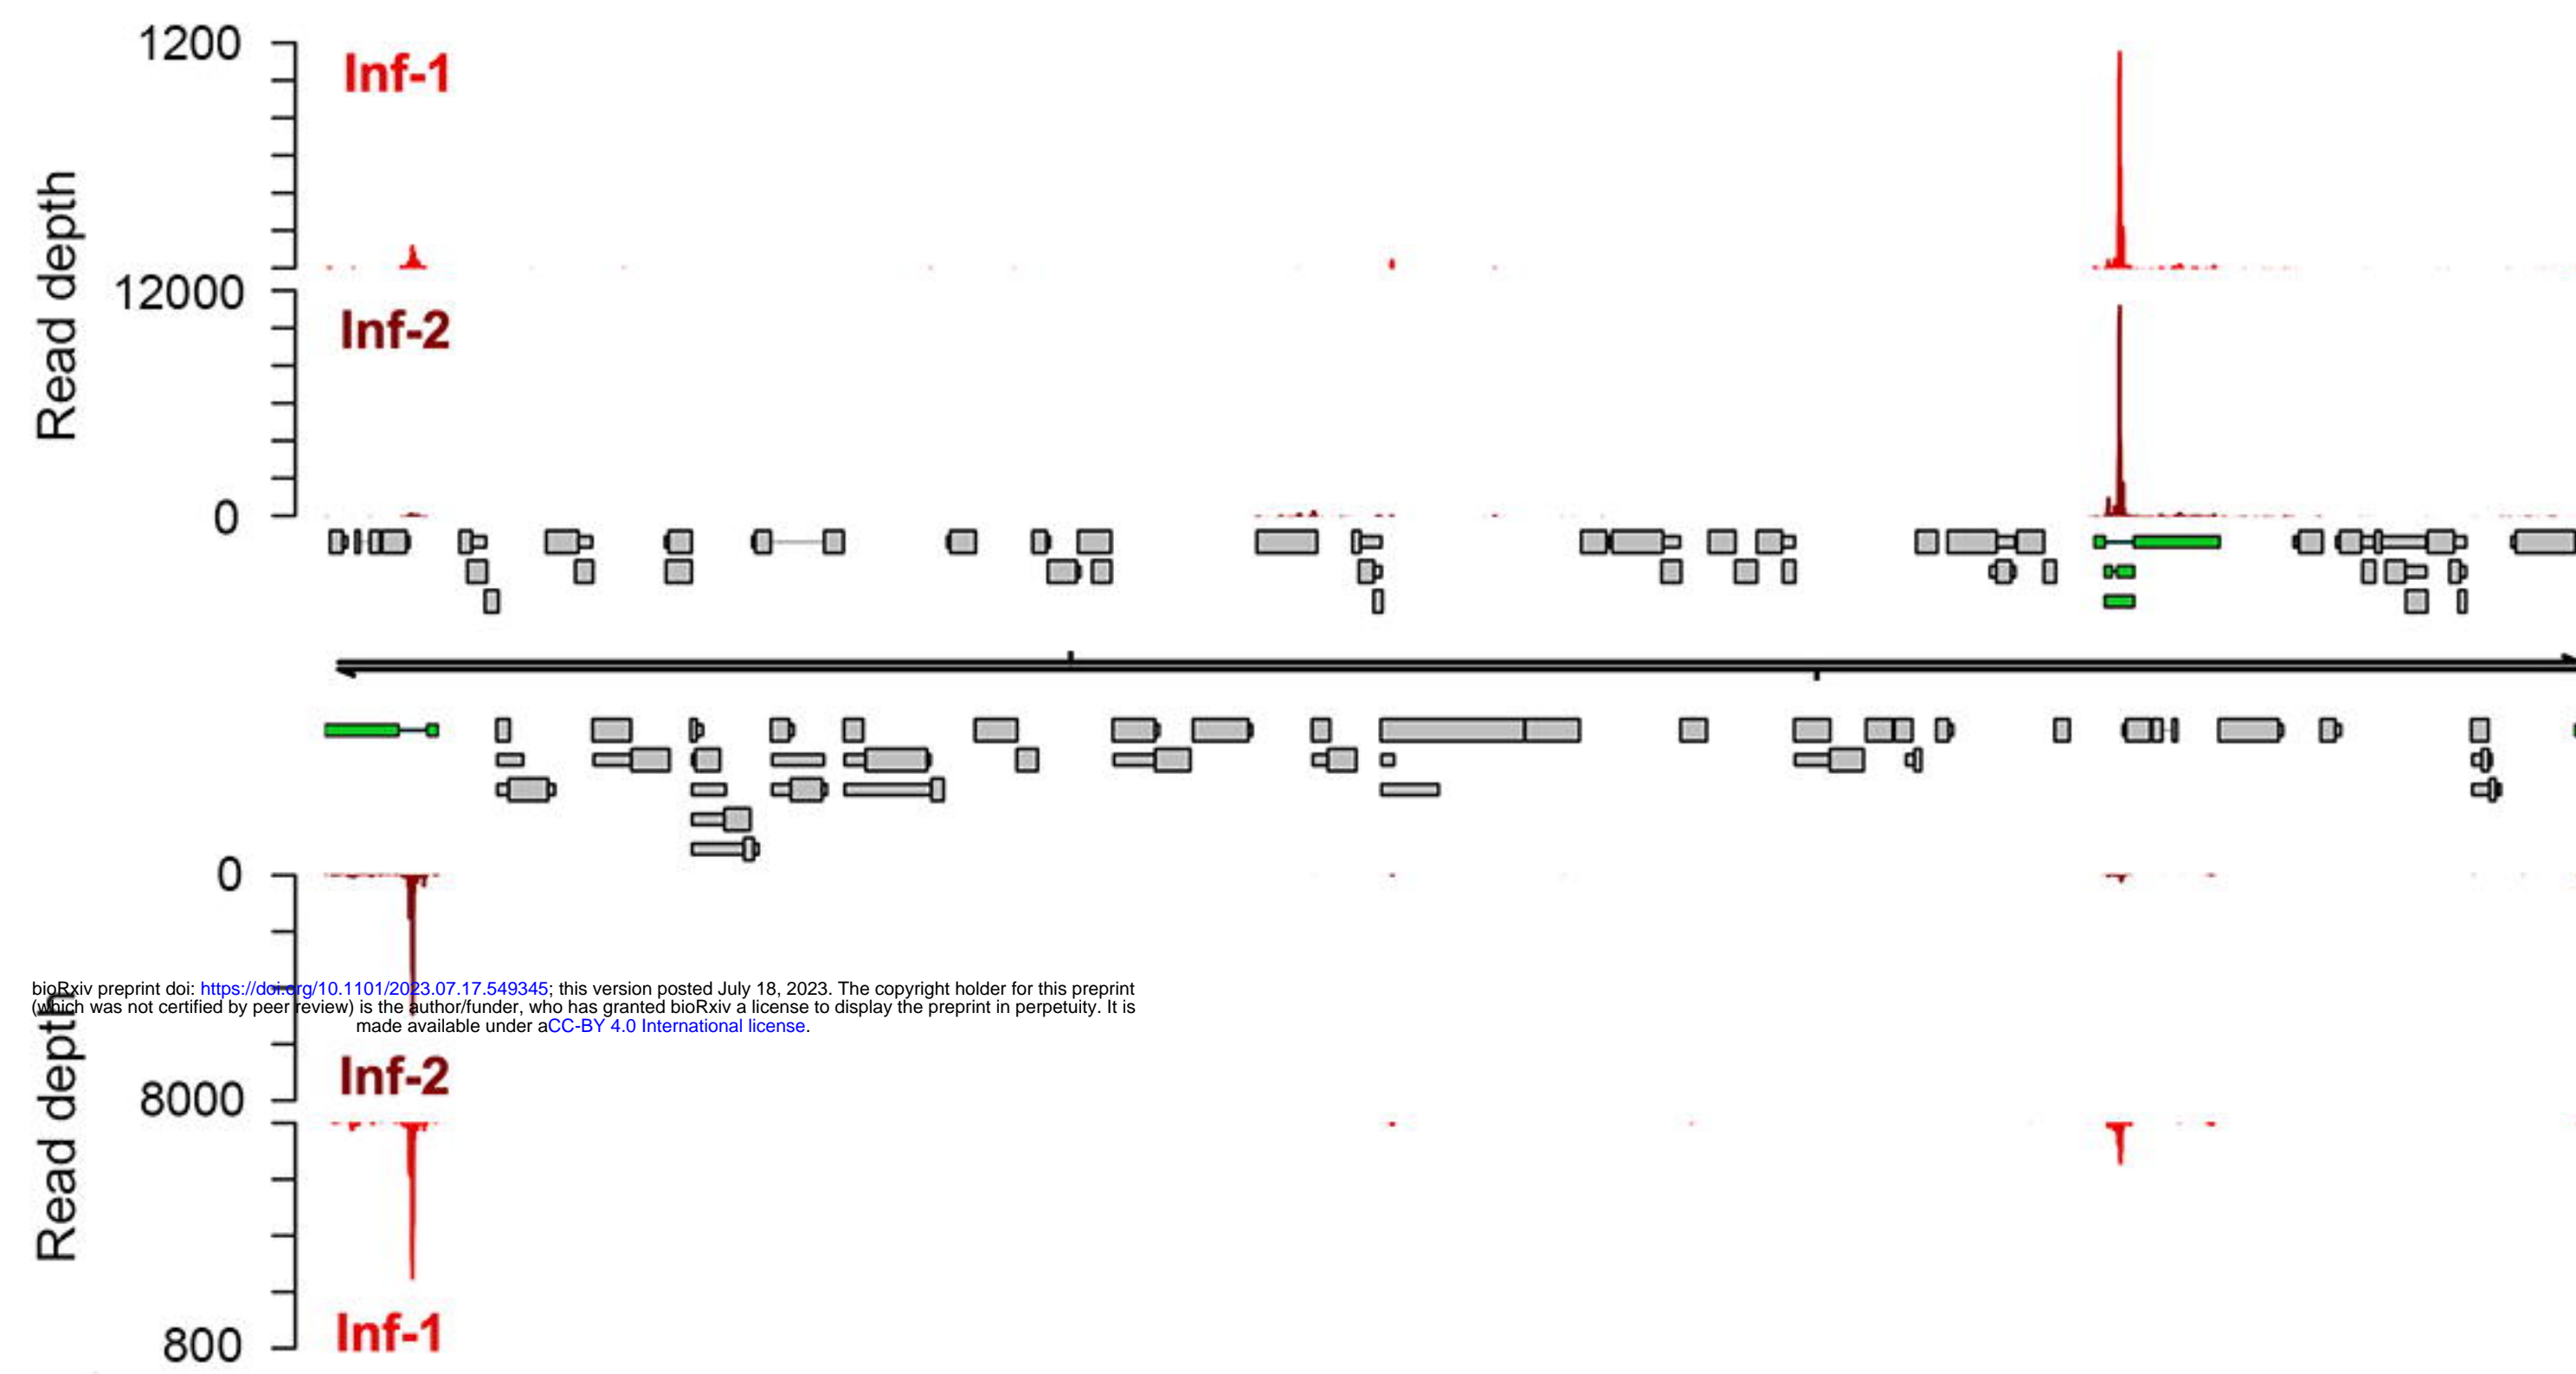 1200
Inf-1
Read depth
12000
Inf-2
0
0
bioRxiv preprint doi: https://doi.org/10.1101/2023.07.17.549345; this version posted July 18, 2023. The copyright holder for this preprint
(which was not certified by peer review) is the author/funder, who has granted bioRxiv a license to display the preprint in perpetuity. It is
made available under aCC-BY 4.0 International license.
Read depth
Inf-2
8000
Inf-1
800